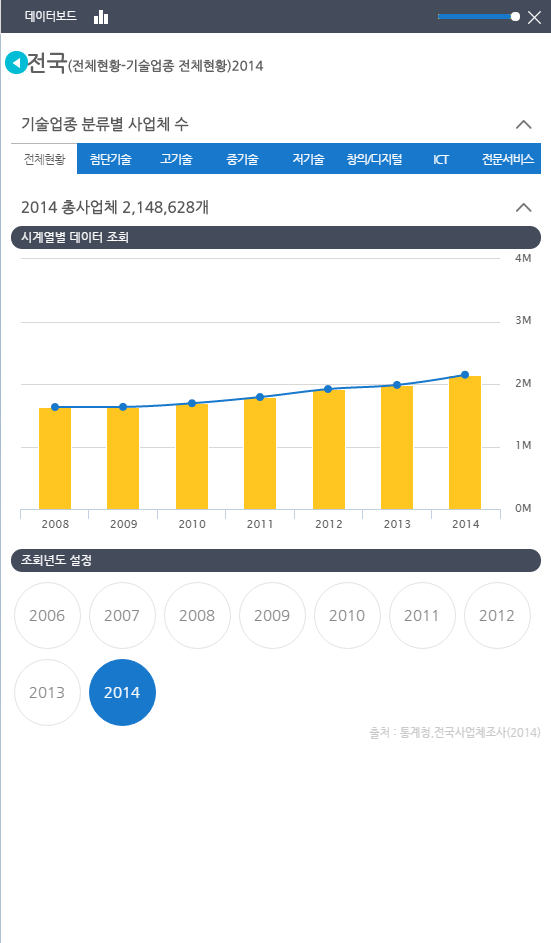 데이터보드
전국(전체현황-기술업종 전체현황)2014
기술업종 분류별 사업체 수
전체현황 첨단기술 고기술 중기술 저기술 창의/디지털 ICT 전문서비스
2014 총사업체 2,148,628개
시계열별 데이터 조회
4M
3M
2M
1M
0M
2008 2009 2010 2011 2012 2013 2014
조회년도 설정
2006 2007 2008 2009 2010 2011 2012
2013 2014
출처 : 통계청,전국사업체조사(2014)